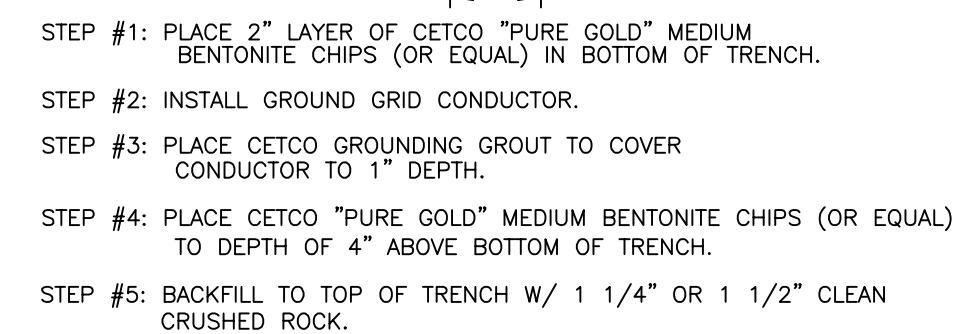 STEP #1: PLACE 2” LAYER OF CETCO ”PURE GOLD” MEDIUM
BENTONITE CHIPS (OR EQUAL) IN BOTTOM OF TRENCH.
STEP #2: INSTALL GROUND GRID CONDUCTOR.
STEP #3: PLACE CETCO GROUNDING GROUT TO COVER
CONDUCTOR TO 1” DEPTH.
STEP #4: PLACE CETCO ”PURE GOLD” MEDIUM BENTONITE CHIPS (OR EQUAL)
TO DEPTH OF 4” ABOVE BOTTOM OF TRENCH.
STEP #5: BACKFILL TO TOP OF TRENCH W/ 1 1/4” OR 1 1/2” CLEAN
CRUSHED ROCK.